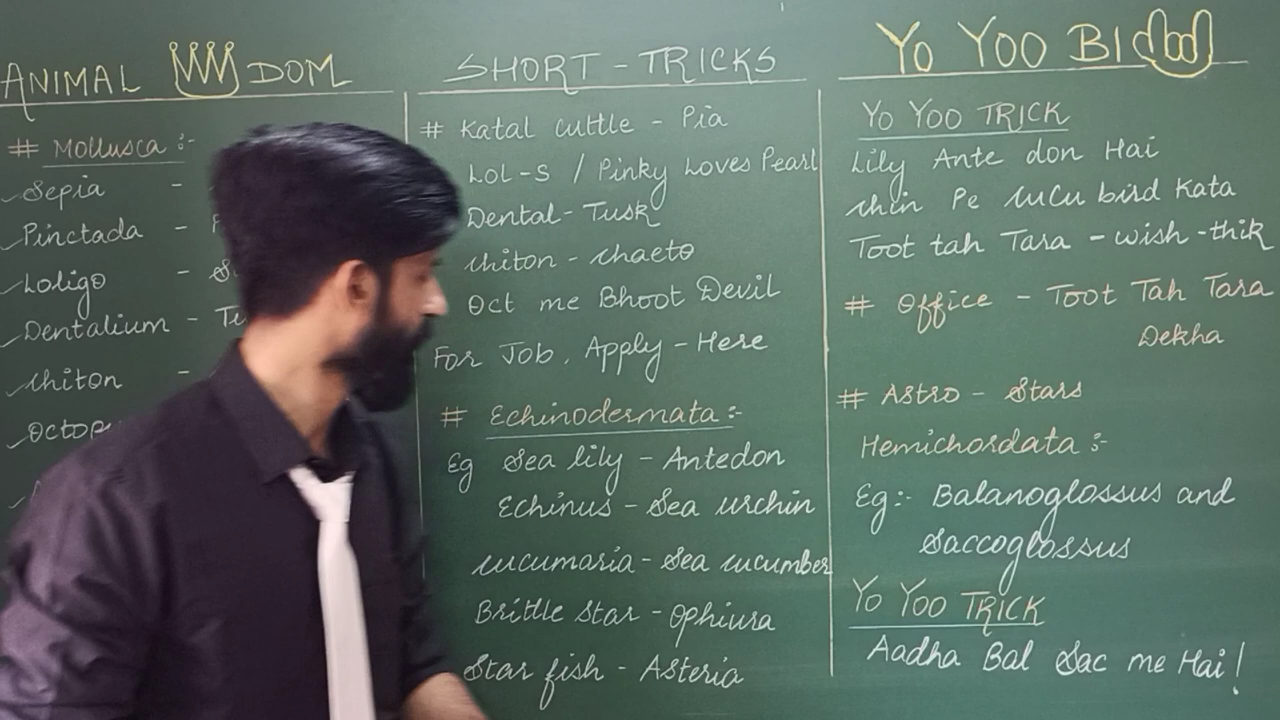 ANIMAL DOM
# Mollusca :-
Sepia -
Pinctada -
Loligo -
Dentalium -
Chiton -
SHORT - TRICKS
# Katal Cuttle - Pia
Lol-S / Pinky Loves Pearl
Dental - Tusk
Chiton - Chaeto
Oct me Bhoot Devil
For Job, Apply - Here
# Echinodermata :-
Eg Sea lily - Antedon
Echinus - Sea urchin
Cucumaria - Sea cucumber
Brittle Star - Ophiura
Star fish - Asteria
YO YOO BIO
YO YOO TRICK
Lily Ante don Hai
Chin Pe CuCu bird Kata
Toot tah Tara - wish - thik
# Office - Toot Tah Tara
Dekha
# Astro - Stars
Hemichordata :-
Eg:- Balanoglossus and
Saccoglossus
YO YOO TRICK
Aadha Bal Sac me Hai !